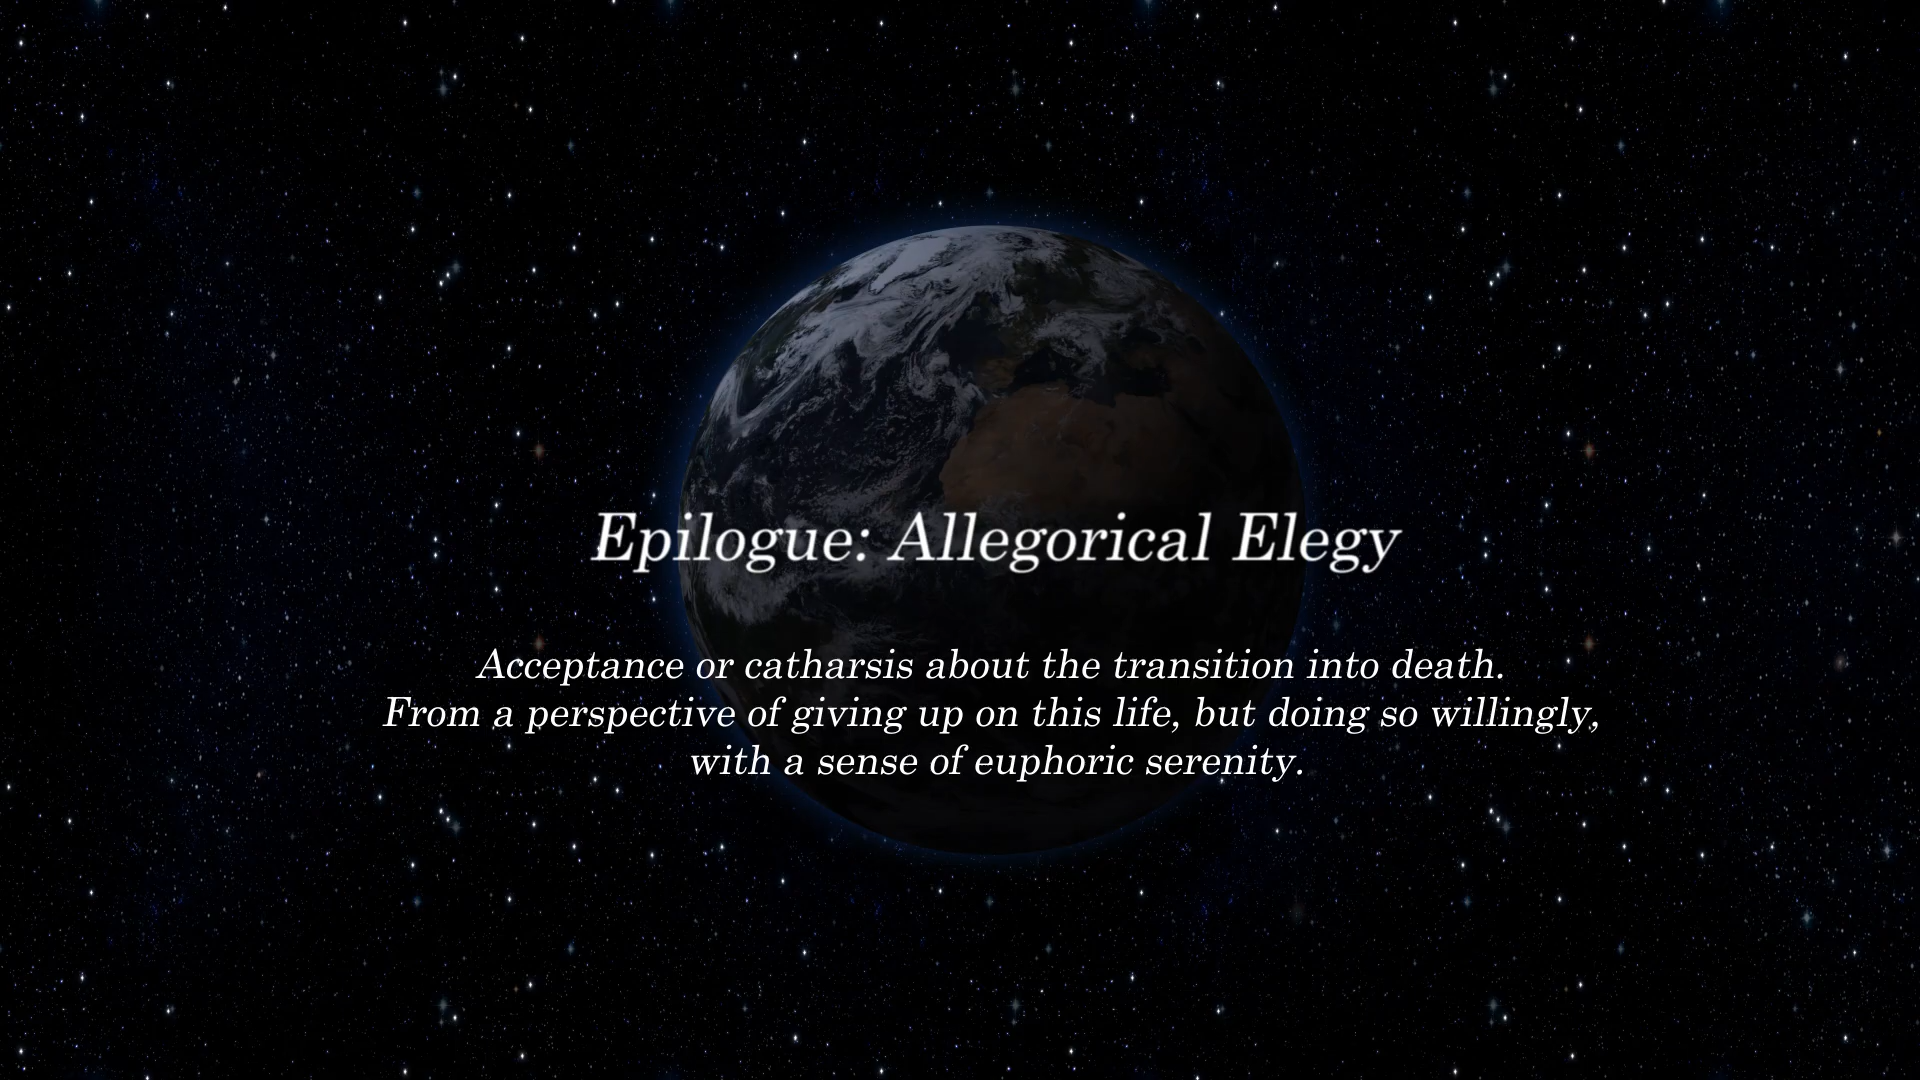 Epilogue: Allegorical Elegy
Acceptance or catharsis about the transition into death.
From a perspective of giving up on this life, but doing so willingly,
with a sense of euphoric serenity.